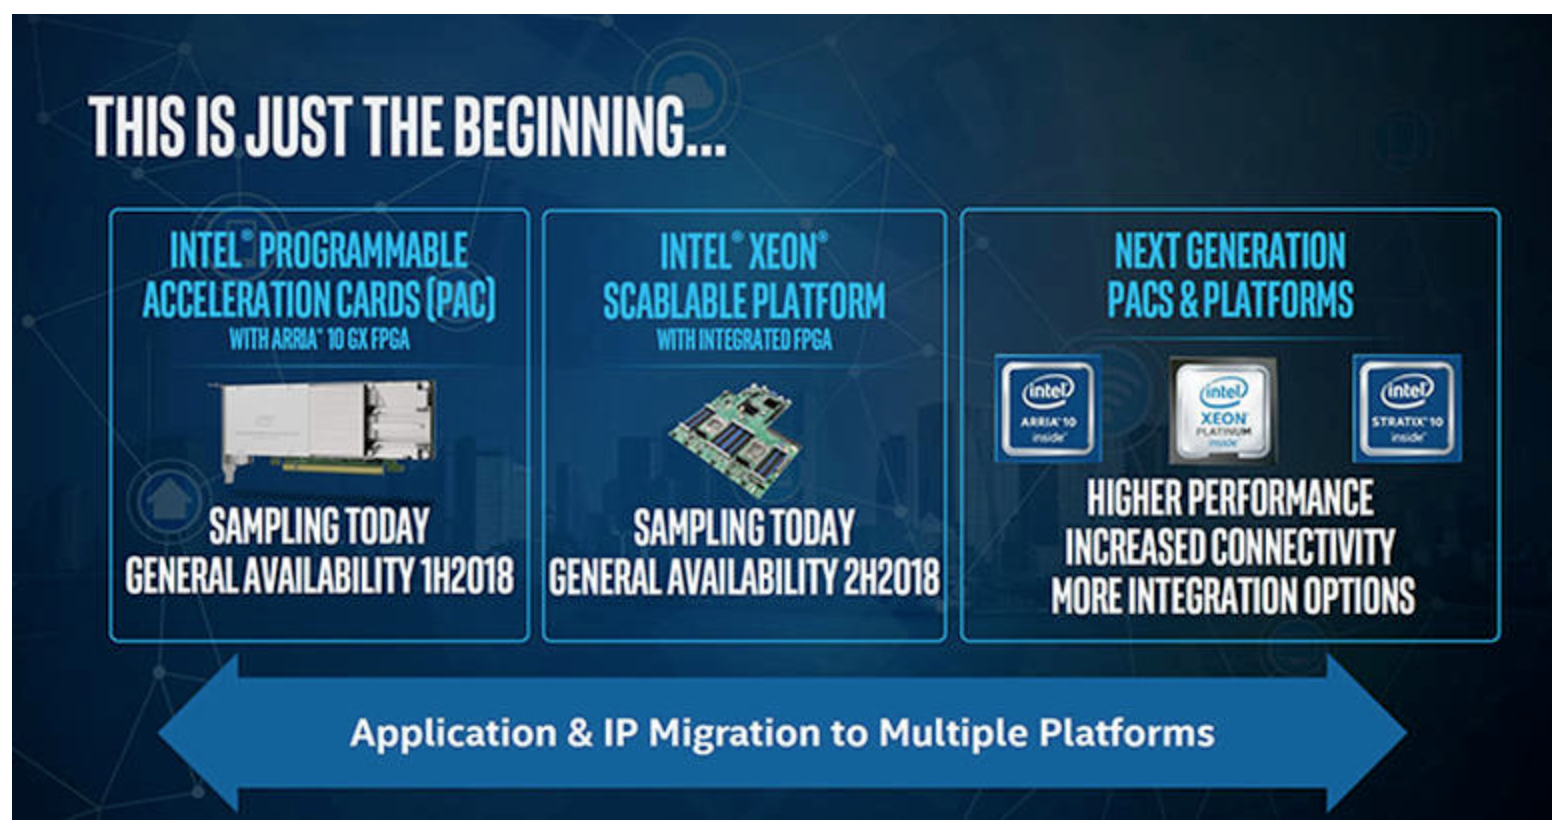 THIS IS JUST THE BEGINNING...
INTEL® PROGRAMMABLE
ACCELERATION CARDS (PAC)
WITH ARRIA® 10 GX FPGA
SAMPLING TODAY
GENERAL AVAILABILITY 1H2018
INTEL® XEON®
SCABLABLE PLATFORM
WITH INTEGRATED FPGA
SAMPLING TODAY
GENERAL AVAILABILITY 2H2018
NEXT GENERATION
PACS & PLATFORMS
intel
ARRIA® 10
inside™
intel
XEON®
PLATINUM
inside™
intel
STRATIX® 10
inside™
HIGHER PERFORMANCE
INCREASED CONNECTIVITY
MORE INTEGRATION OPTIONS
Application & IP Migration to Multiple Platforms